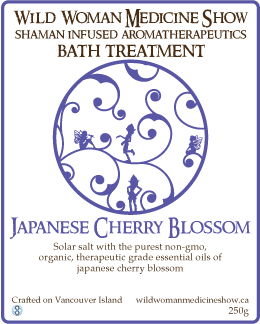 Wild Woman Medicine Show
shaman infused aromatherapeutics
bath treatment
Japanese Cherry Blossom
Solar salt with the purest non-gmo,
organic, therapeutic grade essential oils of
japanese cherry blossom
Crafted on Vancouver Island wildwomanmedicineshow.ca
250g